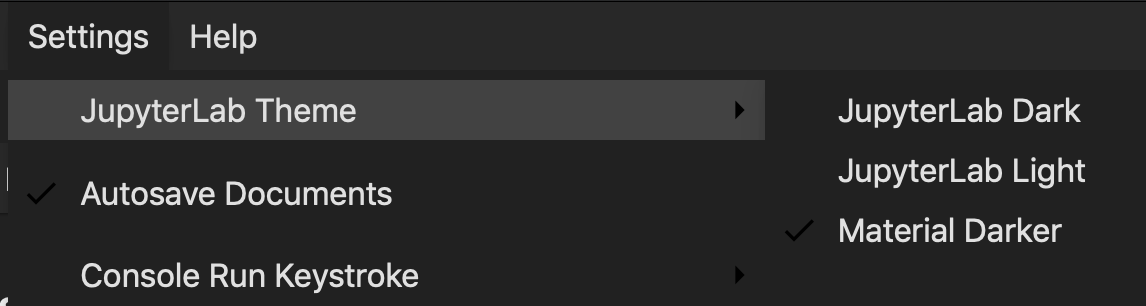 Settings Help
JupyterLab Theme
Autosave Documents
Console Run Keystroke
JupyterLab Dark
JupyterLab Light
Material Darker